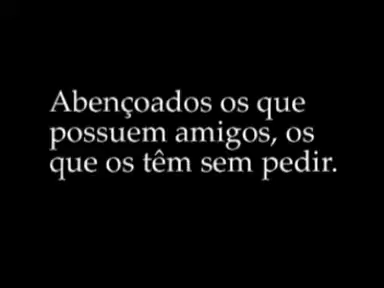 Abençoados os que
possuem amigos, os
que os têm sem pedir.